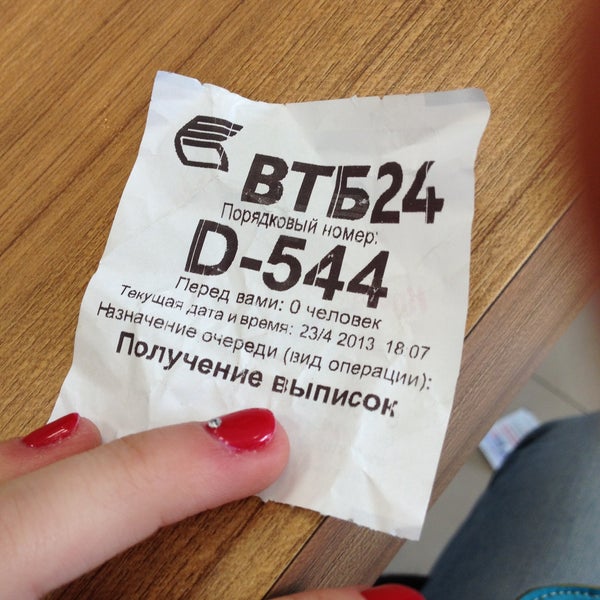 ВТБ24
Порядковый номер:
D-544
Перед вами: 0 человек
Текущая дата и время: 23/4 2013 18 07
Назначение очереди (вид операции):
Получение выписок